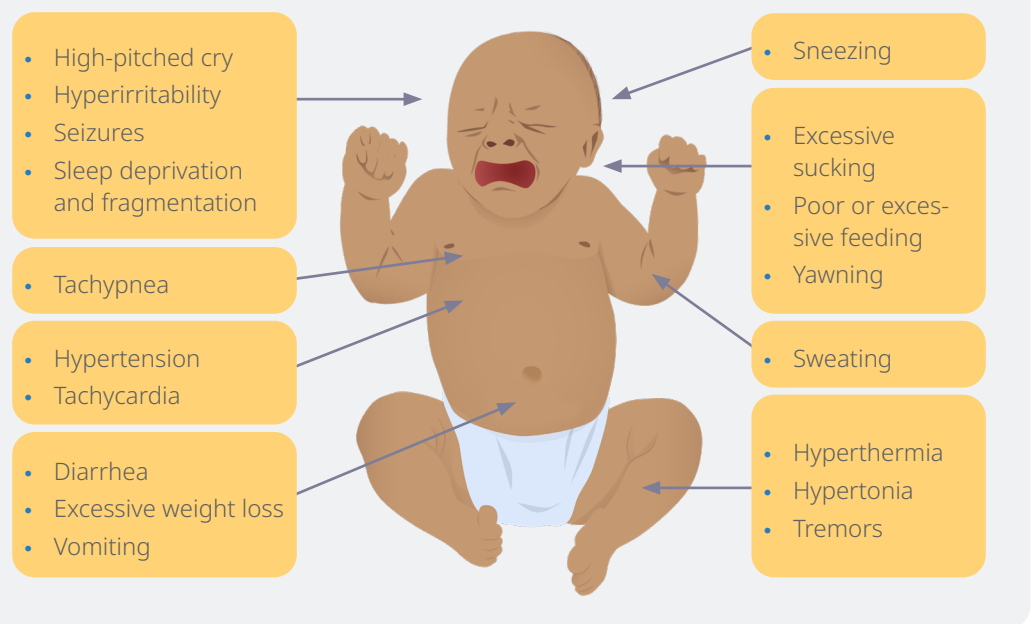 • High-pitched cry
• Hyperirritability
• Seizures
• Sleep deprivation
and fragmentation
• Tachypnea
• Hypertension
• Tachycardia
• Diarrhea
• Excessive weight loss
• Vomiting
• Sneezing
• Excessive
sucking
• Poor or exces-
sive feeding
• Yawning
• Sweating
• Hyperthermia
• Hypertonia
• Tremors